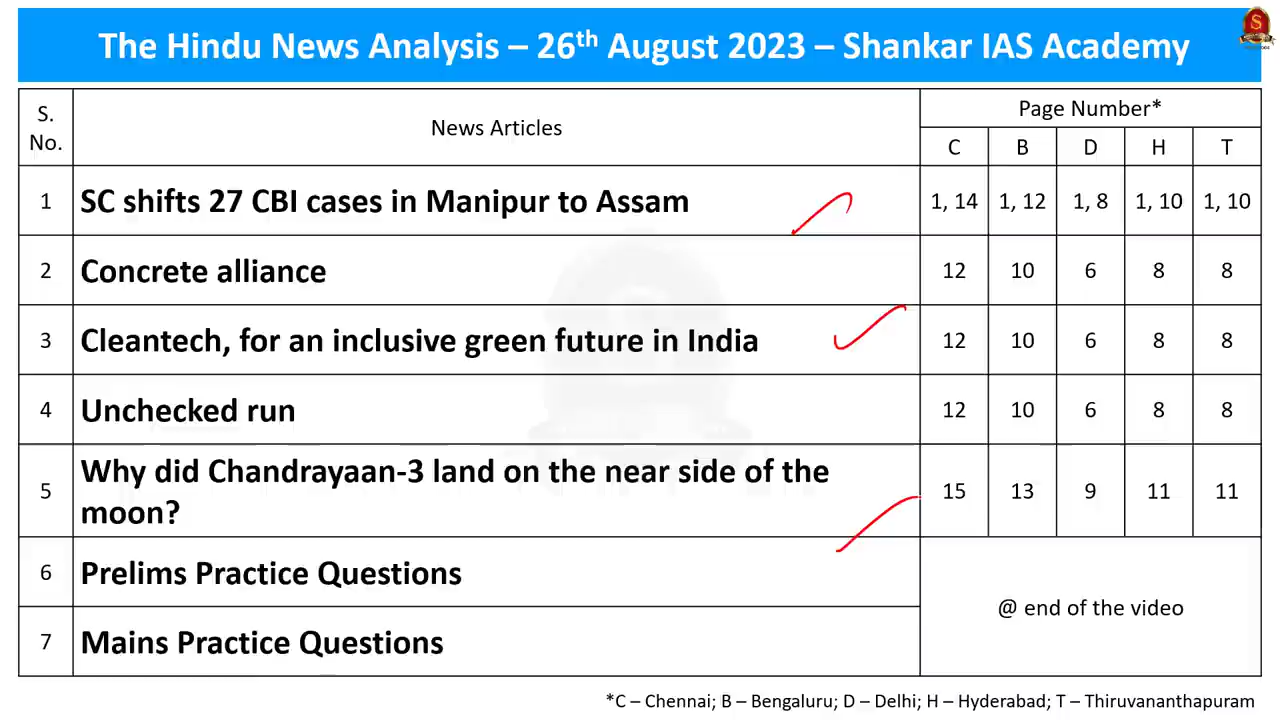 The Hindu News Analysis – 26th August 2023 – Shankar IAS Academy
S. No. News Articles Page Number*
C B D H T
1 SC shifts 27 CBI cases in Manipur to Assam 1, 14 1, 12 1, 8 1, 10 1, 10
2 Concrete alliance 12 10 6 8 8
3 Cleantech, for an inclusive green future in India 12 10 6 8 8
4 Unchecked run 12 10 6 8 8
5 Why did Chandrayaan-3 land on the near side of the
moon? 15 13 9 11 11
6 Prelims Practice Questions
@ end of the video
7 Mains Practice Questions
*C – Chennai; B – Bengaluru; D – Delhi; H – Hyderabad; T – Thiruvananthapuram